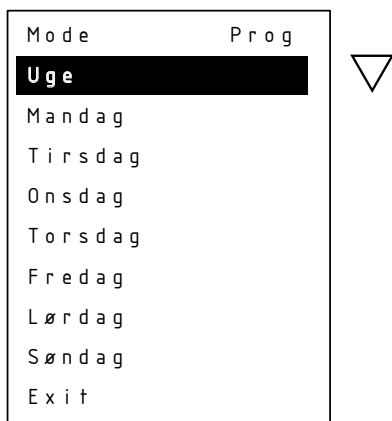 Mode Prog
Uge
Mandag
Tirsdag
Onsdag
Torsdag
Fredag
Lørdag
Søndag
Exit